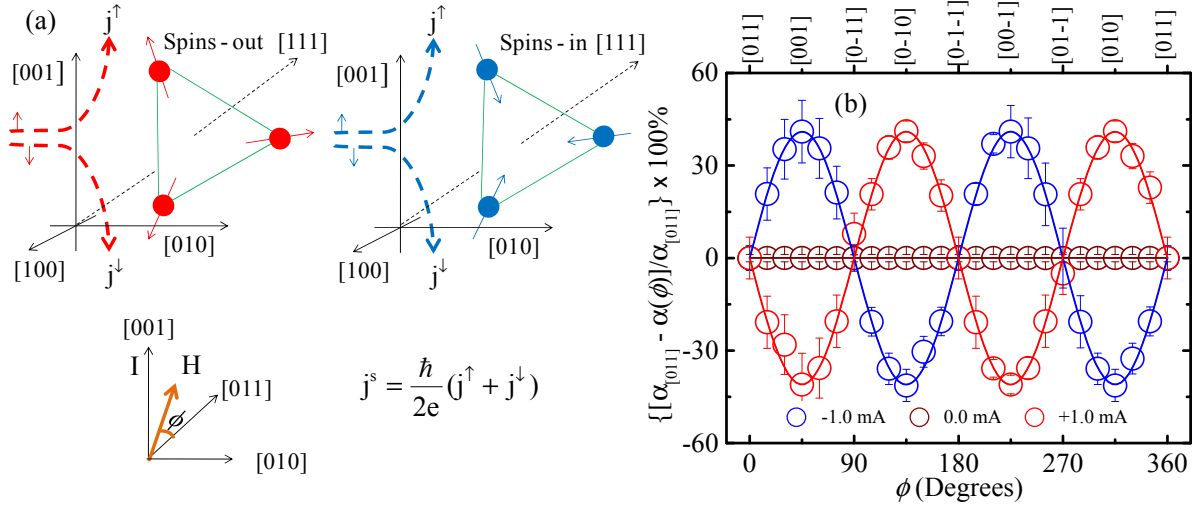 (a)
j↑
Spins-out [111]
[001]
[010]
[100]
j↓
j↑
Spins-in [111]
[001]
[010]
[100]
j↓
[001]
I
H
[011]
ϕ
[010]
jˢ = ħ/2e (j↑ + j↓)
[011] [001] [0-11] [0-10] [0-1-1] [00-1] [01-1] [010] [011]
(b)
{[α[011] - α(ϕ)]/α[011]} x 100%
60
30
0
-30
-60
-1.0 mA 0.0 mA +1.0 mA
0 90 180 270 360
ϕ (Degrees)